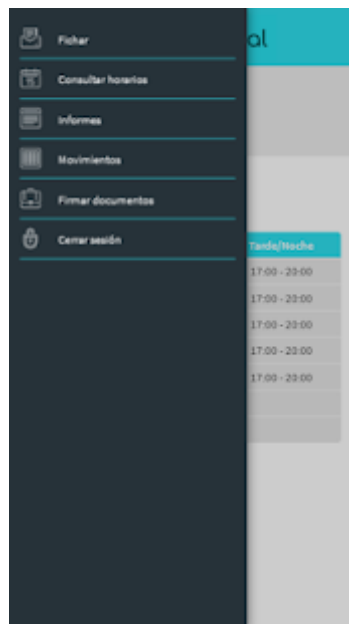 al
Fichar
Consultar horarios
Informes
Movimientos
Firmar documentos
Cerrar sesión
Tarde/Noche
17:00 - 20:00
17:00 - 20:00
17:00 - 20:00
17:00 - 20:00
17:00 - 20:00